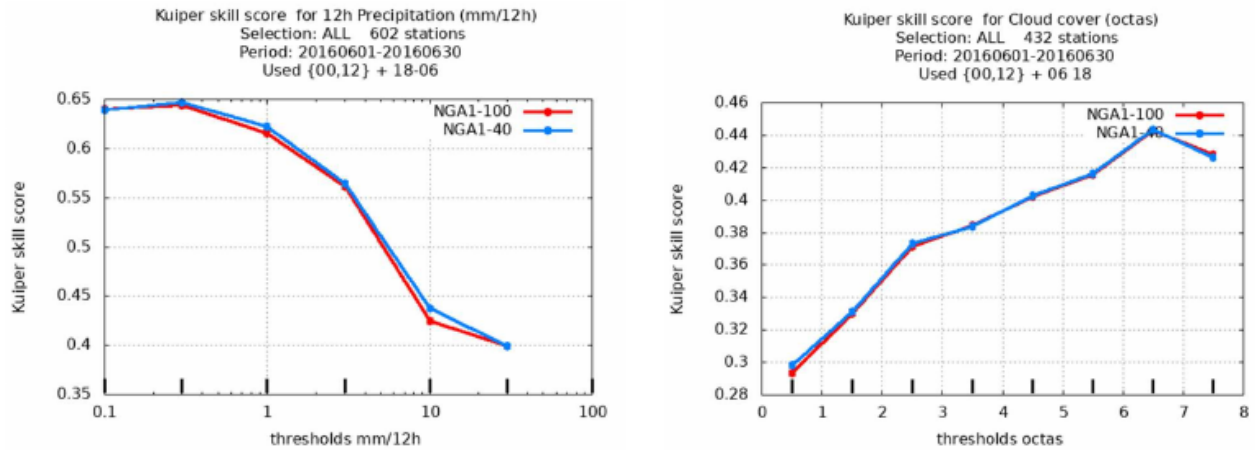 Kuiper skill score for 12h Precipitation (mm/12h)
Selection: ALL 602 stations
Period: 20160601-20160630
Used {00,12} + 18-06
NGA1-100
NGA1-40
0.65
0.6
0.55
0.5
0.45
0.4
0.35
Kuiper skill score
0.1 1 10 100
thresholds mm/12h
Kuiper skill score for Cloud cover (octas)
Selection: ALL 432 stations
Period: 20160601-20160630
Used {00,12} + 06 18
NGA1-100
NGA1-40
0.46
0.44
0.42
0.4
0.38
0.36
0.34
0.32
0.3
0.28
Kuiper skill score
0 1 2 3 4 5 6 7 8
thresholds octas